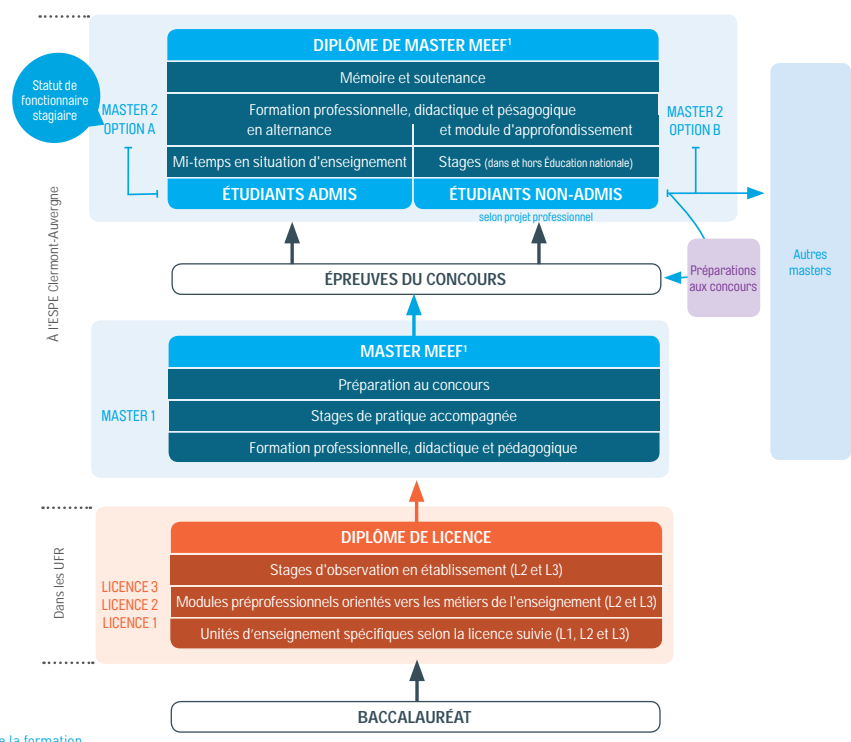 DIPLÔME DE MASTER MEEF¹
Mémoire et soutenance
Statut de
fonctionnaire
stagiaire
MASTER 2
OPTION A
Formation professionnelle, didactique et pésagogique
en alternance
et module d'approfondissement
MASTER 2
OPTION B
Mi-temps en situation d'enseignement
Stages (dans et hors Éducation nationale)
ÉTUDIANTS ADMIS
ÉTUDIANTS NON-ADMIS
selon projet professionnel
Autres
masters
Préparations
aux concours
ÉPREUVES DU CONCOURS
À l'ESPE Clermont-Auvergne
MASTER MEEF¹
Préparation au concours
MASTER 1
Stages de pratique accompagnée
Formation professionnelle, didactique et pédagogique
DIPLÔME DE LICENCE
Stages d'observation en établissement (L2 et L3)
Dans les UFR
LICENCE 3
LICENCE 2
LICENCE 1
Modules préprofessionnels orientés vers les métiers de l'enseignement (L2 et L3)
Unités d'enseignement spécifiques selon la licence suivie (L1, L2 et L3)
BACCALAURÉAT
la formation